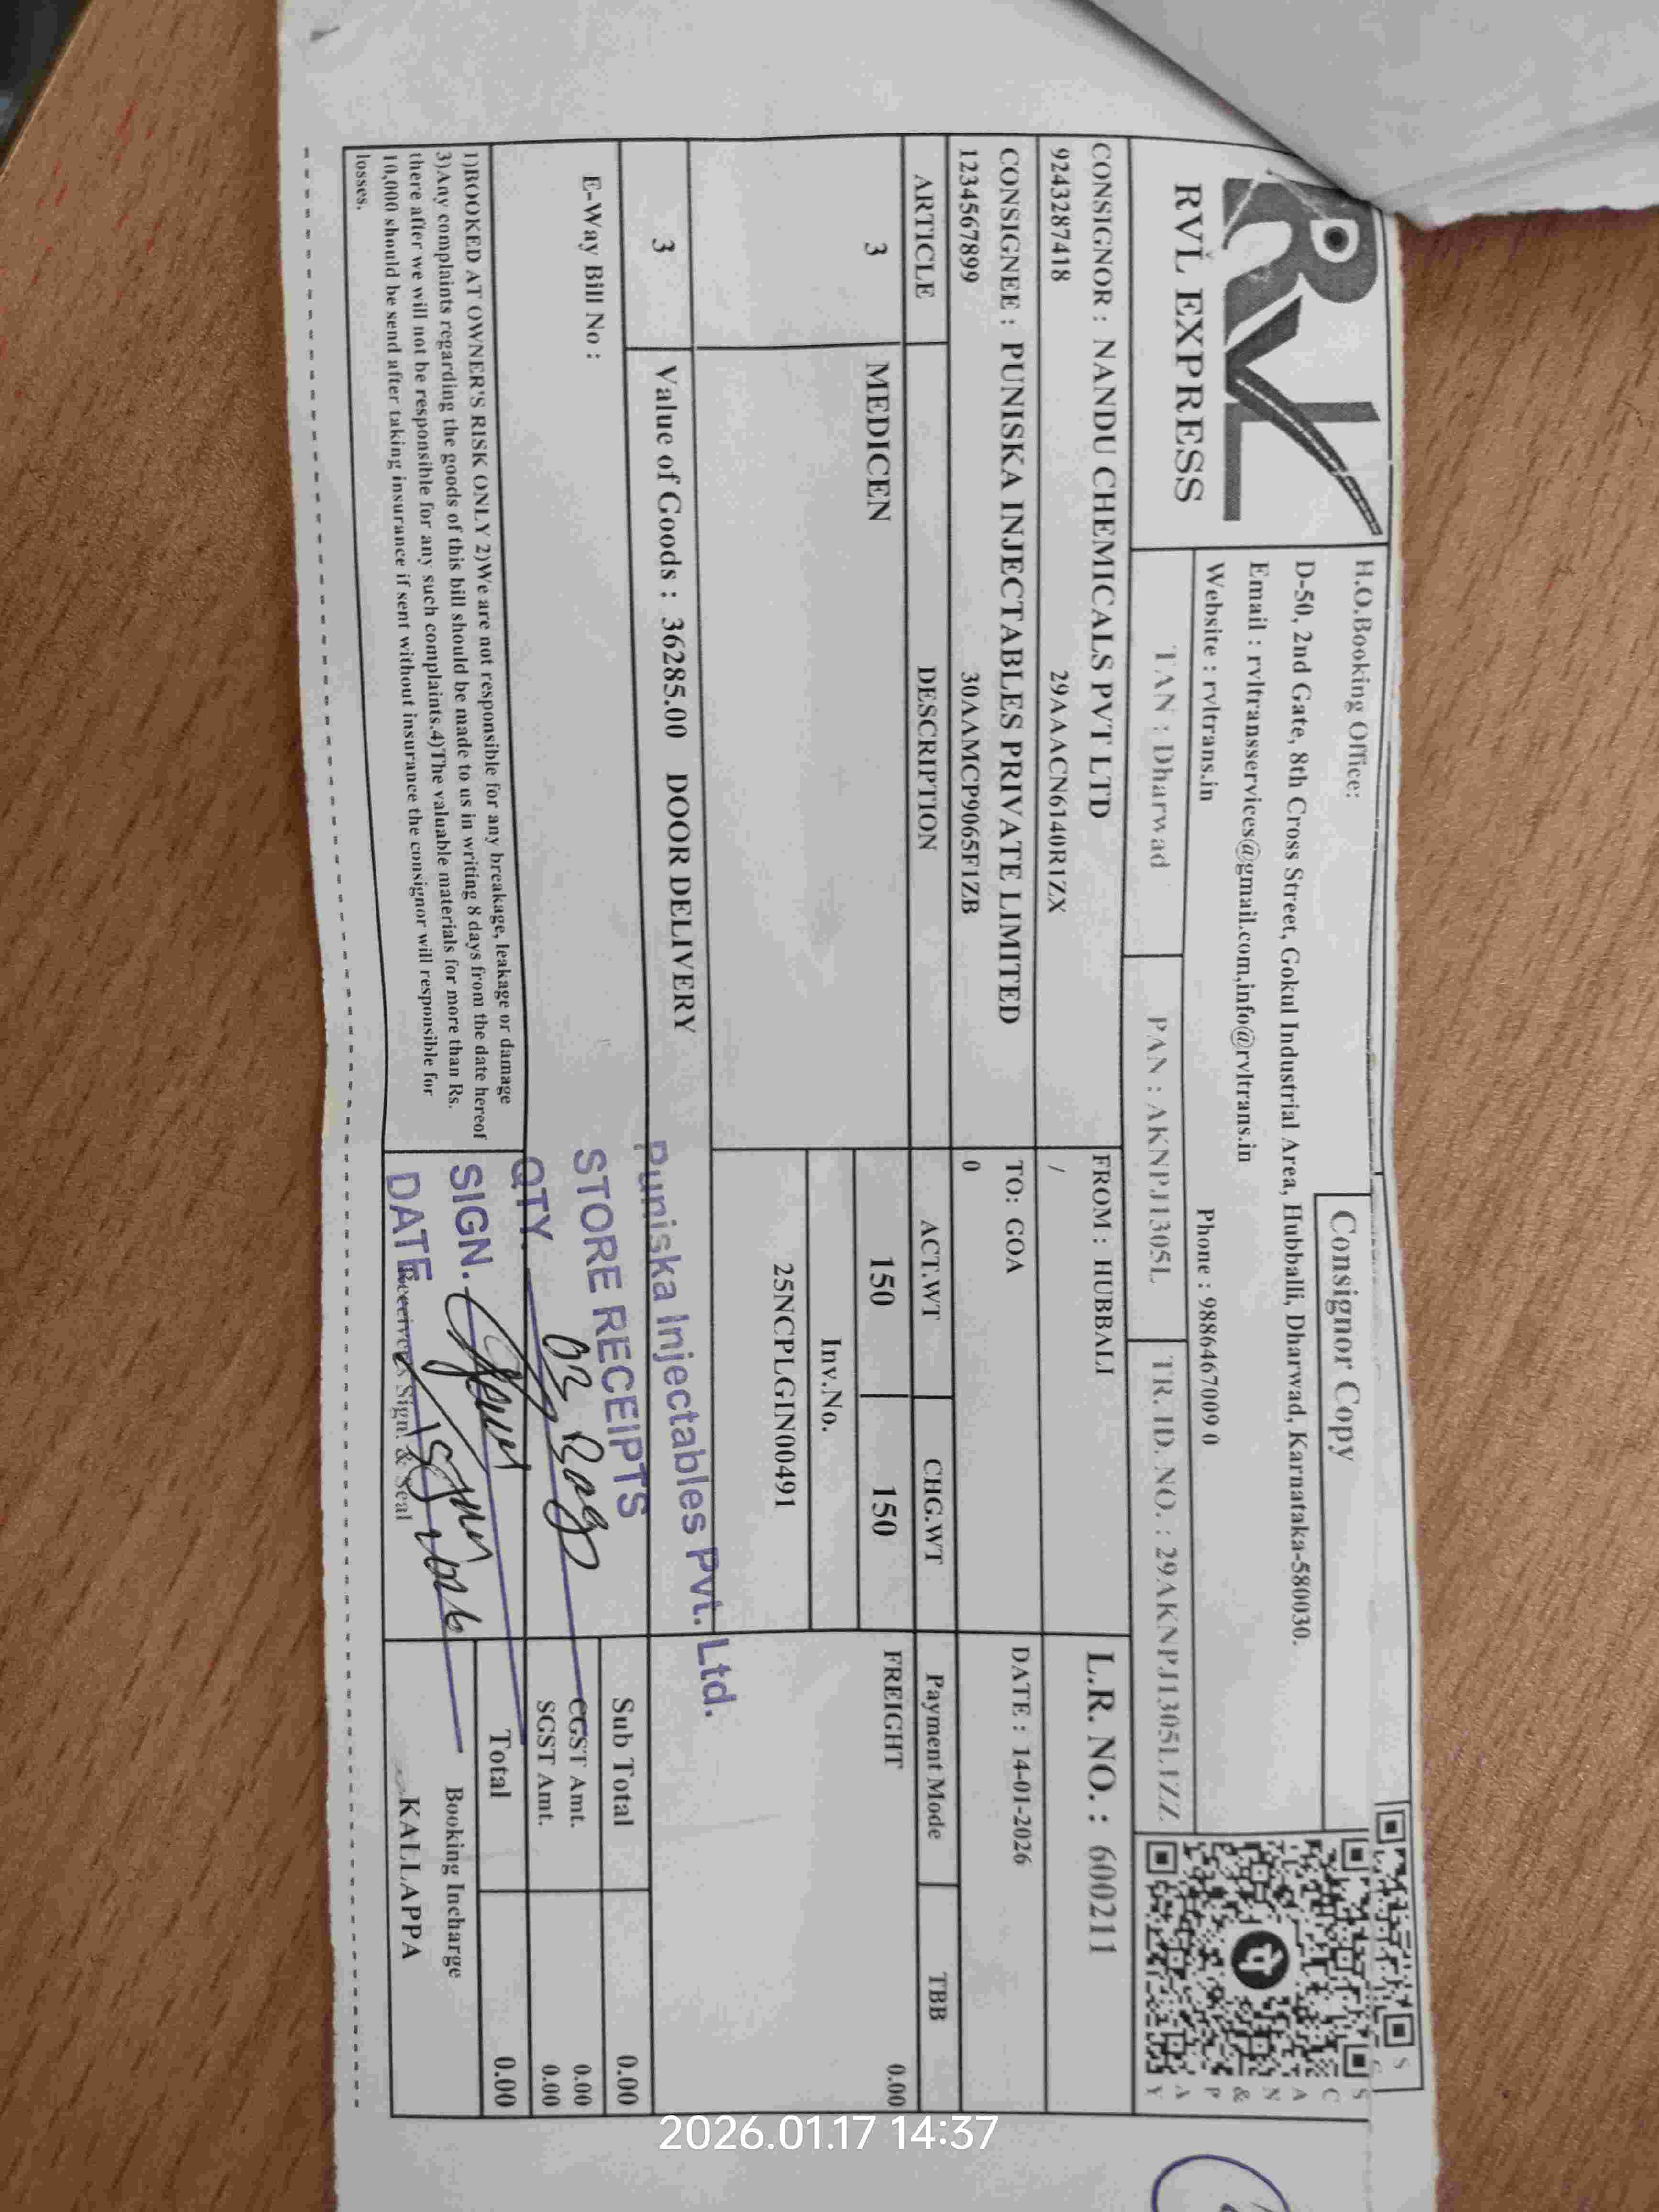 RVL
RVL EXPRESS
H.O.Booking Office:
Consignor Copy
D-50, 2nd Gate, 8th Cross Street, Gokul Industrial Area, Hubballi, Dharwad, Karnataka-580030.
Email : rvltransservices@gmail.com,info@rvltrans.in
Website : rvltrans.in Phone : 9886467009 0
SCAN & PAY
TAN : Dharwad PAN : AKNPJ1305L TR. ID. NO. : 29AKNPJ1305L1ZZ
CONSIGNOR : NANDU CHEMICALS PVT LTD FROM : HUBBALI L.R. NO. : 600211
9243287418 29AAACN6140R1ZX /
CONSIGNEE : PUNISKA INJECTABLES PRIVATE LIMITED TO: GOA DATE : 14-01-2026
1234567899 30AAMCP9065F1ZB 0
ARTICLE DESCRIPTION ACT.WT CHG.WT Payment Mode TBB
3 MEDICEN 150 150 FREIGHT 0.00
Inv.No.
25NCPLGIN00491
3 Value of Goods : 36285.00 DOOR DELIVERY
Puniska Injectables Pvt. Ltd.
STORE RECEIPTS
QTY. 03 Bags
SIGN.
DATE
E-Way Bill No :
Sub Total 0.00
CGST Amt. 0.00
SGST Amt. 0.00
Total 0.00
1)BOOKED AT OWNER'S RISK ONLY 2)We are not responsible for any breakage, leakage or damage
3)Any complaints regarding the goods of this bill should be made to us in writing 8 days from the date hereof
there after we will not be responsible for any such complaints.4)The valuable materials for more than Rs.
10,000 should be send after taking insurance if sent without insurance the consignor will responsible for
losses.
Receiver's Sign. & Seal
Booking Incharge
KALLAPPA
2026.01.17 14:37